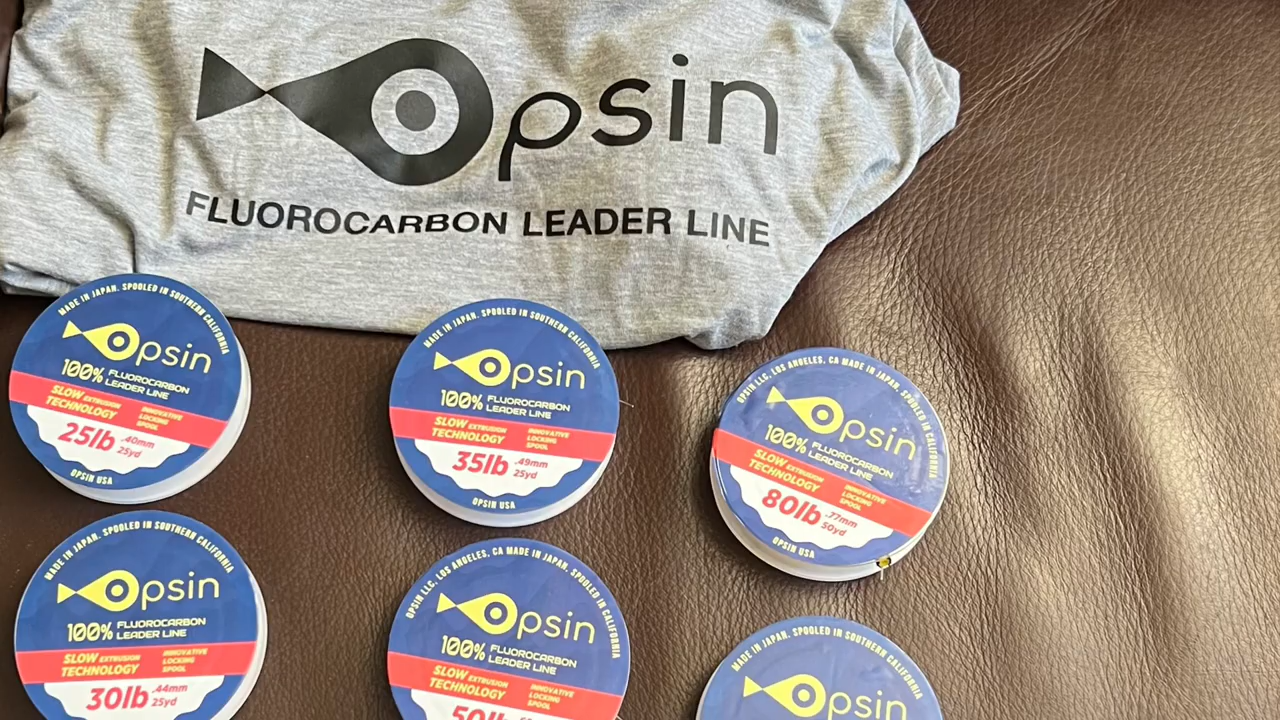 Opsin
FLUOROCARBON LEADER LINE
MADE IN JAPAN. SPOOLED IN SOUTHERN CALIFORNIA
Opsin
100% FLUOROCARBON
LEADER LINE
SLOW EXTRUSION
TECHNOLOGY
INNOVATIVE
LOCKING
SPOOL
25lb .40mm
25yd
OPSIN USA
MADE IN JAPAN. SPOOLED IN SOUTHERN CALIFORNIA
Opsin
100% FLUOROCARBON
LEADER LINE
SLOW EXTRUSION
TECHNOLOGY
INNOVATIVE
LOCKING
SPOOL
35lb .49mm
25yd
OPSIN USA
OPSIN LLC, LOS ANGELES, CA MADE IN JAPAN. SPOOLED IN CALIFORNIA
Opsin
100% FLUOROCARBON
LEADER LINE
SLOW EXTRUSION
TECHNOLOGY
INNOVATIVE
LOCKING
SPOOL
80lb .77mm
50yd
OPSIN USA
MADE IN JAPAN. SPOOLED IN SOUTHERN CALIFORNIA
Opsin
100% FLUOROCARBON
LEADER LINE
SLOW EXTRUSION
TECHNOLOGY
INNOVATIVE
LOCKING
SPOOL
30lb .44mm
25yd
OPSIN LLC, LOS ANGELES, CA MADE IN JAPAN. SPOOLED IN CALIFORNIA
Opsin
100% FLUOROCARBON
LEADER LINE
SLOW EXTRUSION
TECHNOLOGY
INNOVATIVE
LOCKING
SPOOL
50lb
MADE IN JAPAN. SPOOLED IN SOUTHERN CALIFORNIA
Opsin